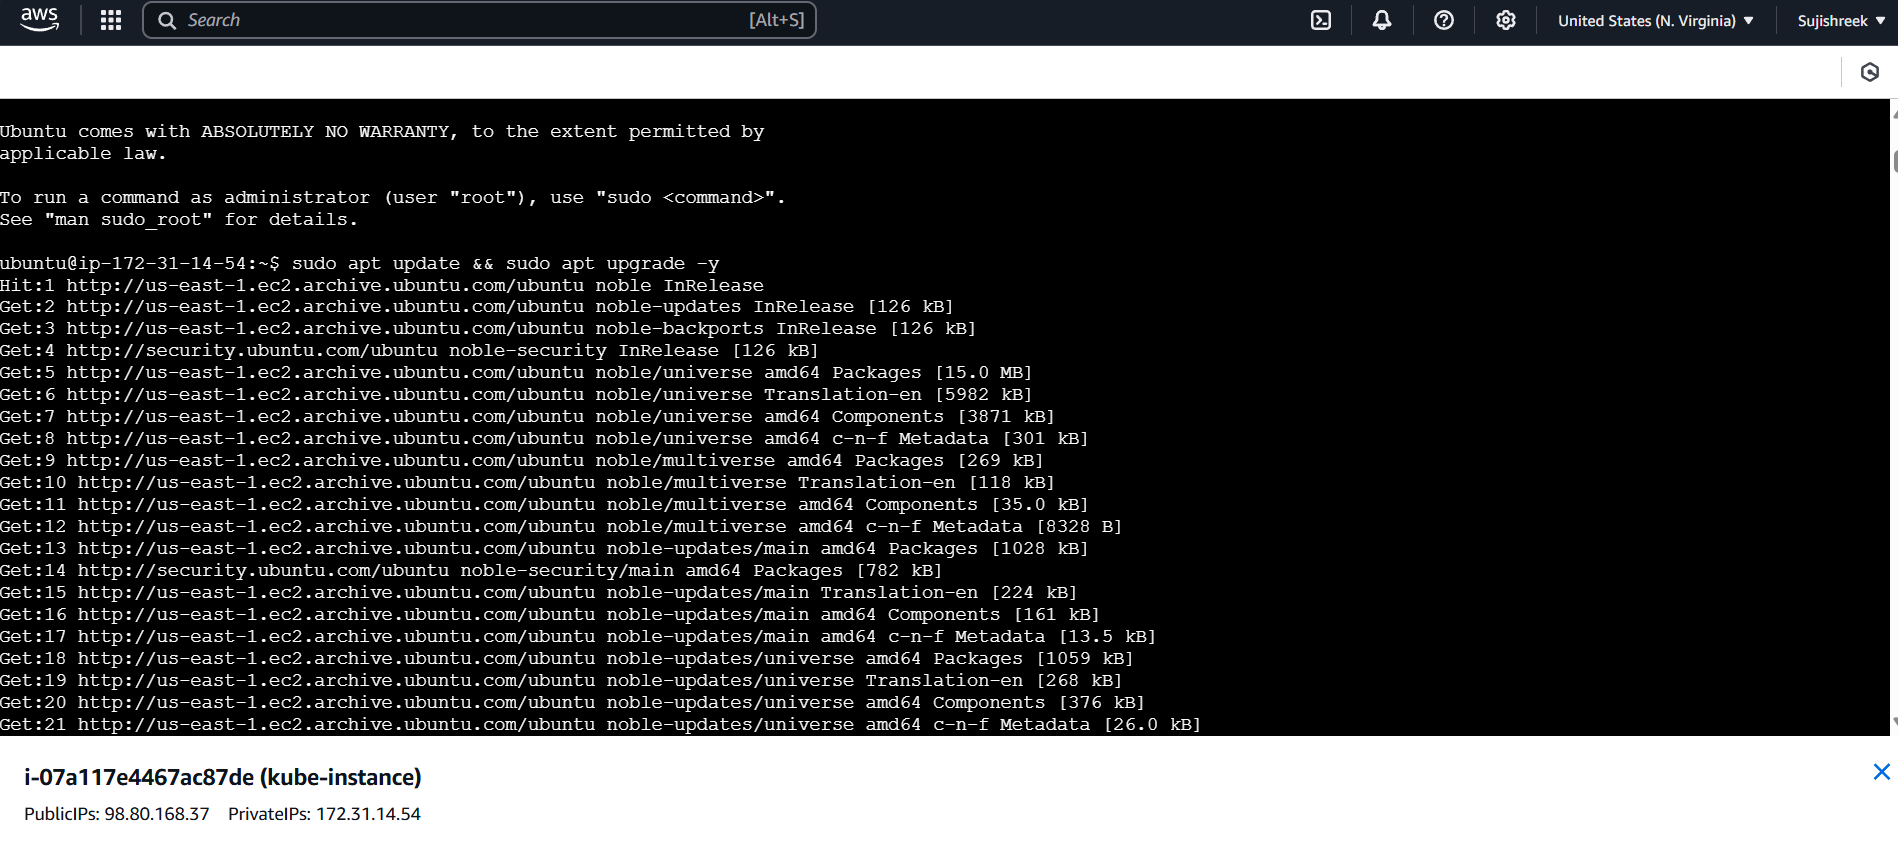 aws
Search [Alt+S]
United States (N. Virginia) Sujishreek
Ubuntu comes with ABSOLUTELY NO WARRANTY, to the extent permitted by
applicable law.
To run a command as administrator (user "root"), use "sudo <command>".
See "man sudo_root" for details.
ubuntu@ip-172-31-14-54:~$ sudo apt update && sudo apt upgrade -y
Hit:1 http://us-east-1.ec2.archive.ubuntu.com/ubuntu noble InRelease
Get:2 http://us-east-1.ec2.archive.ubuntu.com/ubuntu noble-updates InRelease [126 kB]
Get:3 http://us-east-1.ec2.archive.ubuntu.com/ubuntu noble-backports InRelease [126 kB]
Get:4 http://security.ubuntu.com/ubuntu noble-security InRelease [126 kB]
Get:5 http://us-east-1.ec2.archive.ubuntu.com/ubuntu noble/universe amd64 Packages [15.0 MB]
Get:6 http://us-east-1.ec2.archive.ubuntu.com/ubuntu noble/universe Translation-en [5982 kB]
Get:7 http://us-east-1.ec2.archive.ubuntu.com/ubuntu noble/universe amd64 Components [3871 kB]
Get:8 http://us-east-1.ec2.archive.ubuntu.com/ubuntu noble/universe amd64 c-n-f Metadata [301 kB]
Get:9 http://us-east-1.ec2.archive.ubuntu.com/ubuntu noble/multiverse amd64 Packages [269 kB]
Get:10 http://us-east-1.ec2.archive.ubuntu.com/ubuntu noble/multiverse Translation-en [118 kB]
Get:11 http://us-east-1.ec2.archive.ubuntu.com/ubuntu noble/multiverse amd64 Components [35.0 kB]
Get:12 http://us-east-1.ec2.archive.ubuntu.com/ubuntu noble/multiverse amd64 c-n-f Metadata [8328 B]
Get:13 http://us-east-1.ec2.archive.ubuntu.com/ubuntu noble-updates/main amd64 Packages [1028 kB]
Get:14 http://security.ubuntu.com/ubuntu noble-security/main amd64 Packages [782 kB]
Get:15 http://us-east-1.ec2.archive.ubuntu.com/ubuntu noble-updates/main Translation-en [224 kB]
Get:16 http://us-east-1.ec2.archive.ubuntu.com/ubuntu noble-updates/main amd64 Components [161 kB]
Get:17 http://us-east-1.ec2.archive.ubuntu.com/ubuntu noble-updates/main amd64 c-n-f Metadata [13.5 kB]
Get:18 http://us-east-1.ec2.archive.ubuntu.com/ubuntu noble-updates/universe amd64 Packages [1059 kB]
Get:19 http://us-east-1.ec2.archive.ubuntu.com/ubuntu noble-updates/universe Translation-en [268 kB]
Get:20 http://us-east-1.ec2.archive.ubuntu.com/ubuntu noble-updates/universe amd64 Components [376 kB]
Get:21 http://us-east-1.ec2.archive.ubuntu.com/ubuntu noble-updates/universe amd64 c-n-f Metadata [26.0 kB]
i-07a117e4467ac87de (kube-instance)
PublicIPs: 98.80.168.37 PrivateIPs: 172.31.14.54